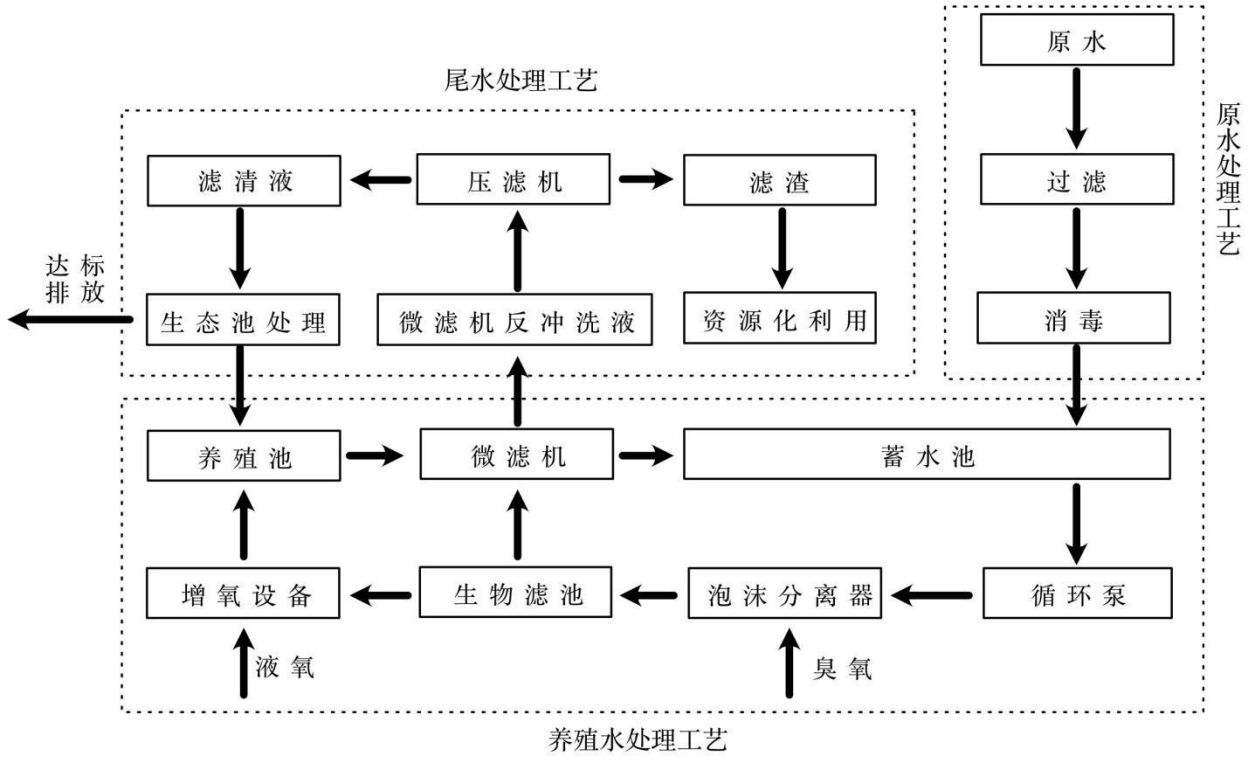 尾水处理工艺
原水
原水处理工艺
滤清液
压滤机
滤渣
过滤
达标
排放
生态池处理
微滤机反冲洗液
资源化利用
消毒
养殖池
微滤机
蓄水池
增氧设备
生物滤池
泡沫分离器
循环泵
液氧
臭氧
养殖水处理工艺